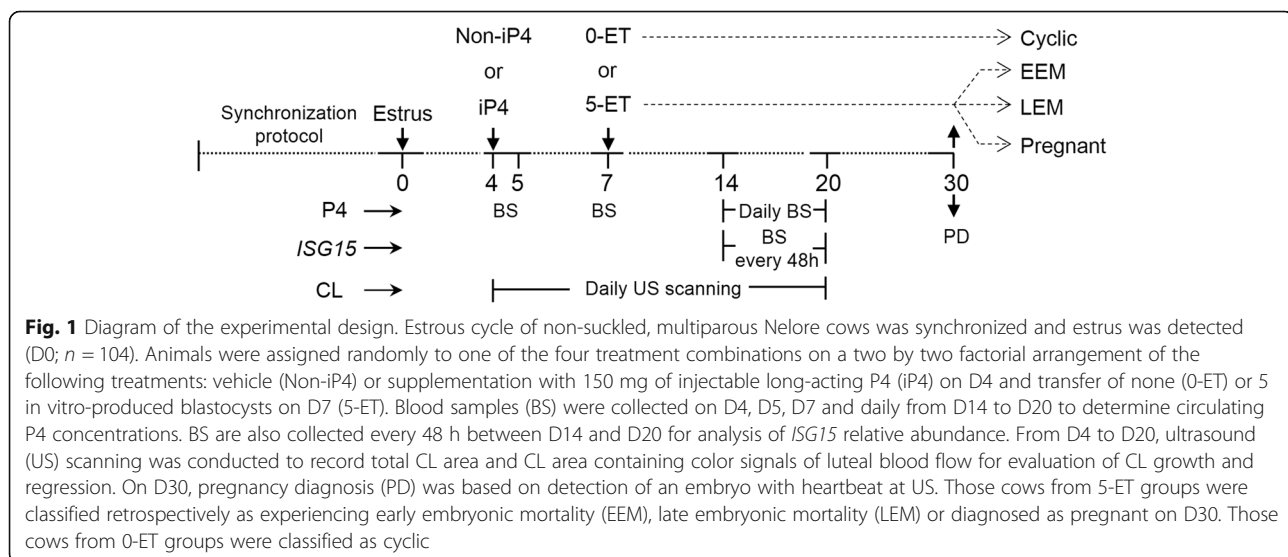 Non-iP4 0-ET Cyclic
or or EEM
Synchronization protocol Estrus iP4 5-ET LEM
Pregnant
0 4 5 7 14 20 30
P4 BS BS Daily BS PD
ISG15 BS every 48h
CL Daily US scanning
Fig. 1 Diagram of the experimental design. Estrous cycle of non-suckled, multiparous Nelore cows was synchronized and estrus was detected
(D0; n = 104). Animals were assigned randomly to one of the four treatment combinations on a two by two factorial arrangement of the
following treatments: vehicle (Non-iP4) or supplementation with 150 mg of injectable long-acting P4 (iP4) on D4 and transfer of none (0-ET) or 5
in vitro-produced blastocysts on D7 (5-ET). Blood samples (BS) were collected on D4, D5, D7 and daily from D14 to D20 to determine circulating
P4 concentrations. BS are also collected every 48 h between D14 and D20 for analysis of ISG15 relative abundance. From D4 to D20, ultrasound
(US) scanning was conducted to record total CL area and CL area containing color signals of luteal blood flow for evaluation of CL growth and
regression. On D30, pregnancy diagnosis (PD) was based on detection of an embryo with heartbeat at US. Those cows from 5-ET groups were
classified retrospectively as experiencing early embryonic mortality (EEM), late embryonic mortality (LEM) or diagnosed as pregnant on D30. Those
cows from 0-ET groups were classified as cyclic